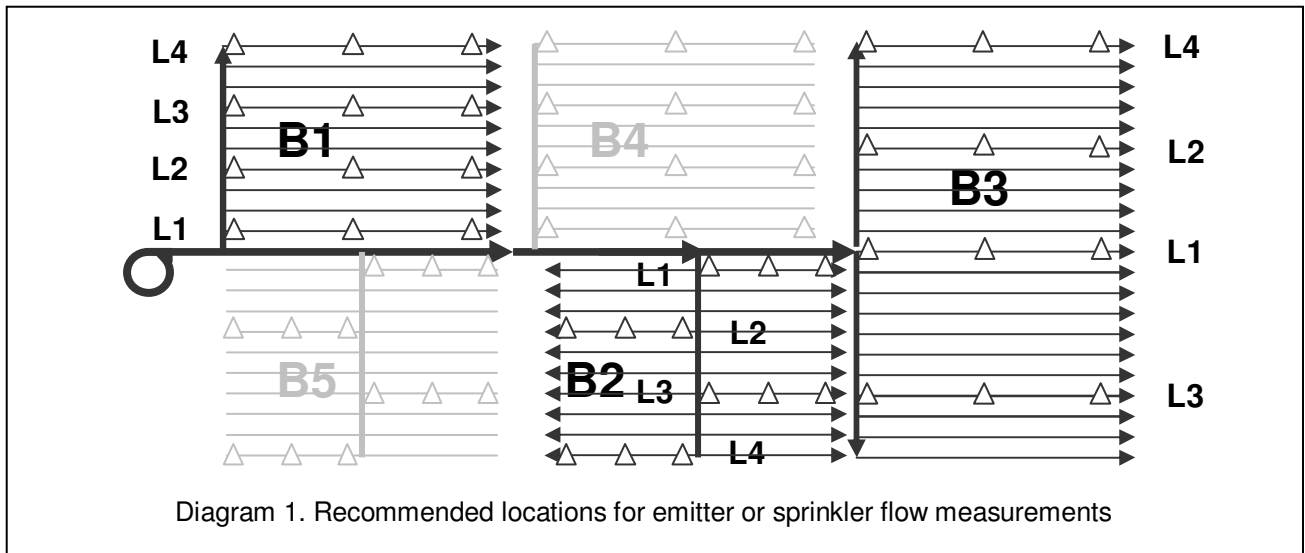 L4
L3
L2
L1
B1
B4
B3
L4
L2
L1
L3
B5
B2
L1
L2
L3
L4
Diagram 1. Recommended locations for emitter or sprinkler flow measurements